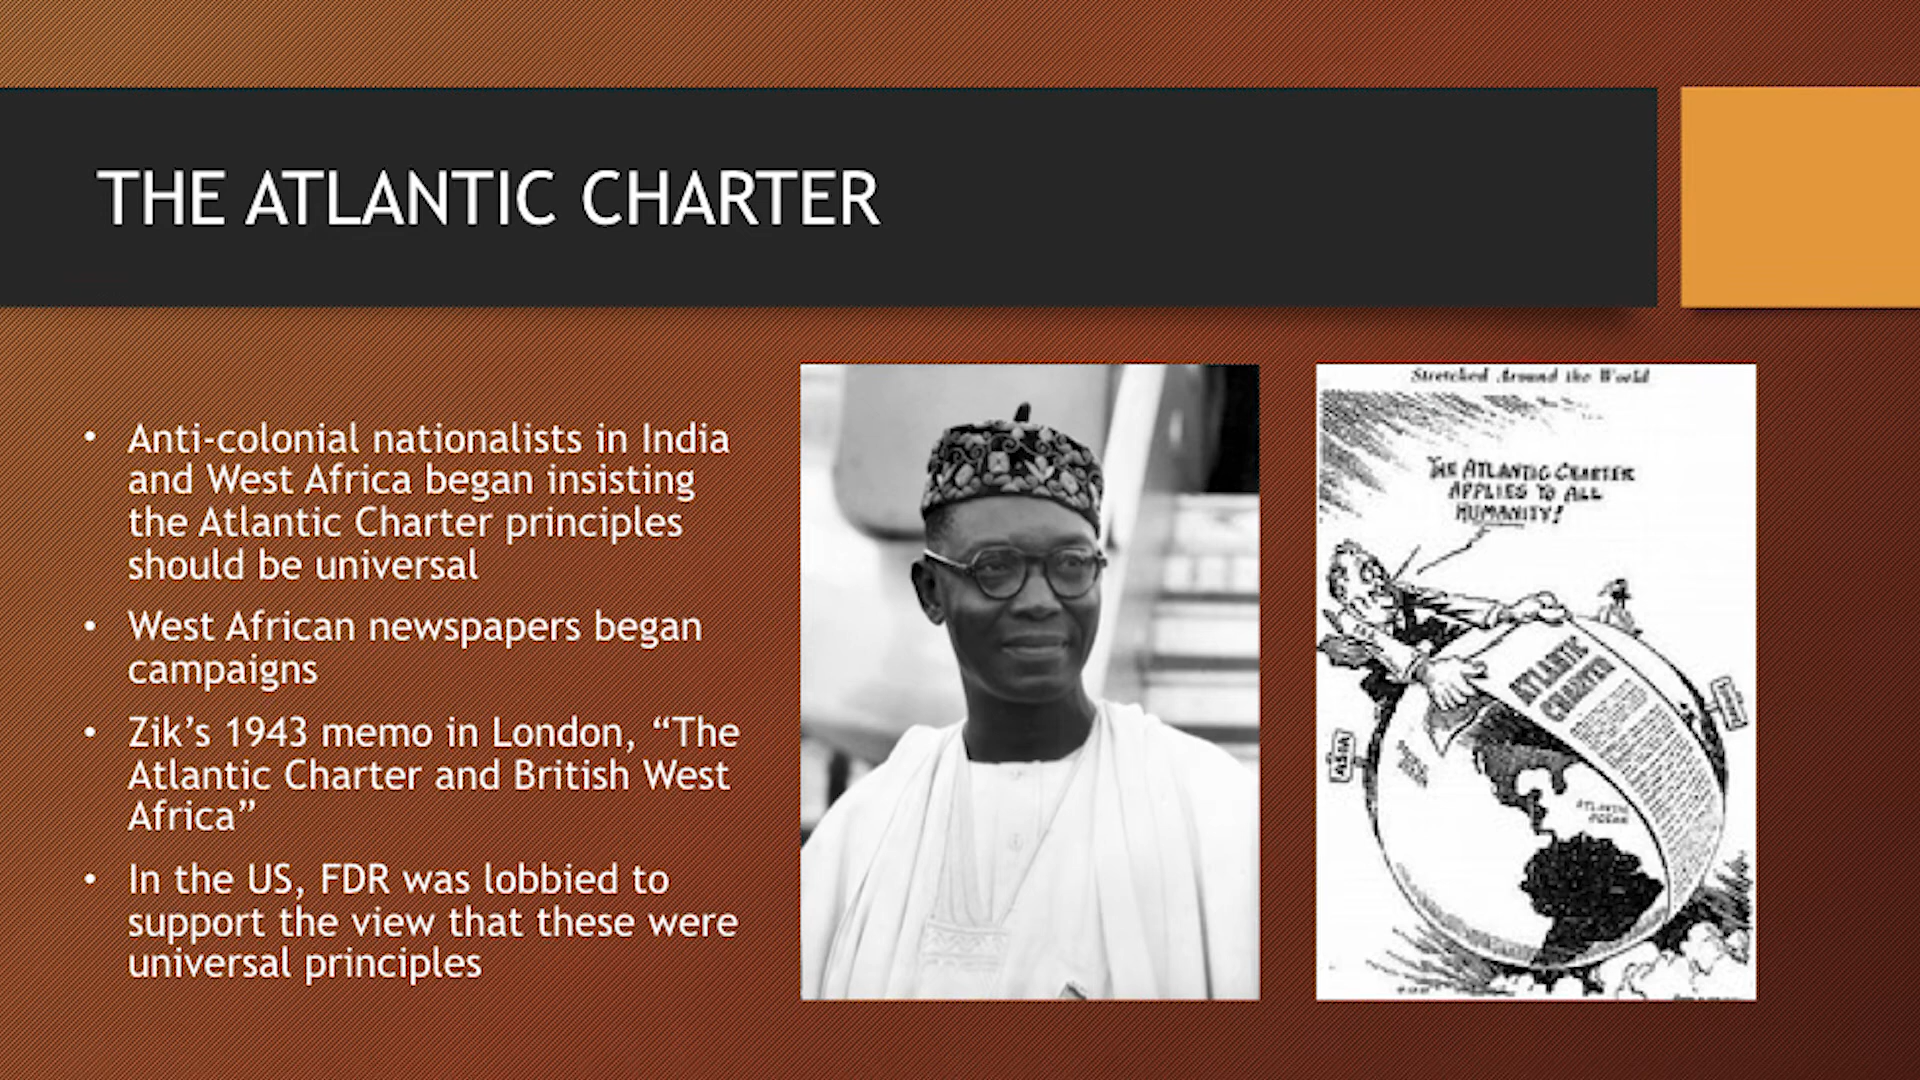 THE ATLANTIC CHARTER
• Anti-colonial nationalists in India
and West Africa began insisting
the Atlantic Charter principles
should be universal
• West African newspapers began
campaigns
• Zik’s 1943 memo in London, “The
Atlantic Charter and British West
Africa”
• In the US, FDR was lobbied to
support the view that these were
universal principles
Stretched Around the World
THE ATLANTIC CHARTER
APPLIES TO ALL
HUMANITY!
ATLANTIC
CHARTER
ASIA
ATLANTIC
OCEAN